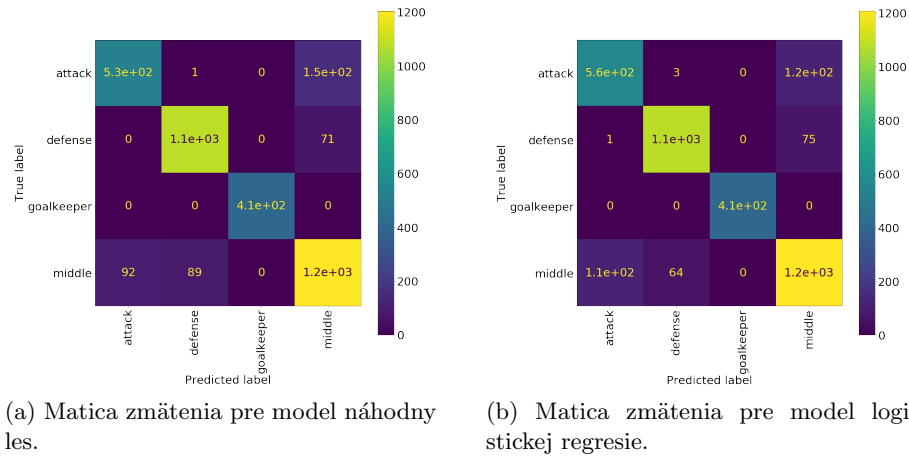 1200
attack
5.3e+02
1
0
1.5e+02
1000
defense
0
1.1e+03
0
71
800
600
True label
goalkeeper
0
0
4.1e+02
0
400
middle
92
89
0
1.2e+03
200
0
attack
defense
goalkeeper
middle
Predicted label
(a) Matica zmätenia pre model náhodny
les.
1200
attack
5.6e+02
3
0
1.2e+02
1000
defense
1
1.1e+03
0
75
800
600
True label
goalkeeper
0
0
4.1e+02
0
400
middle
1.1e+02
64
0
1.2e+03
200
0
attack
defense
goalkeeper
middle
Predicted label
(b) Matica zmätenia pre model logi
stickej regresie.